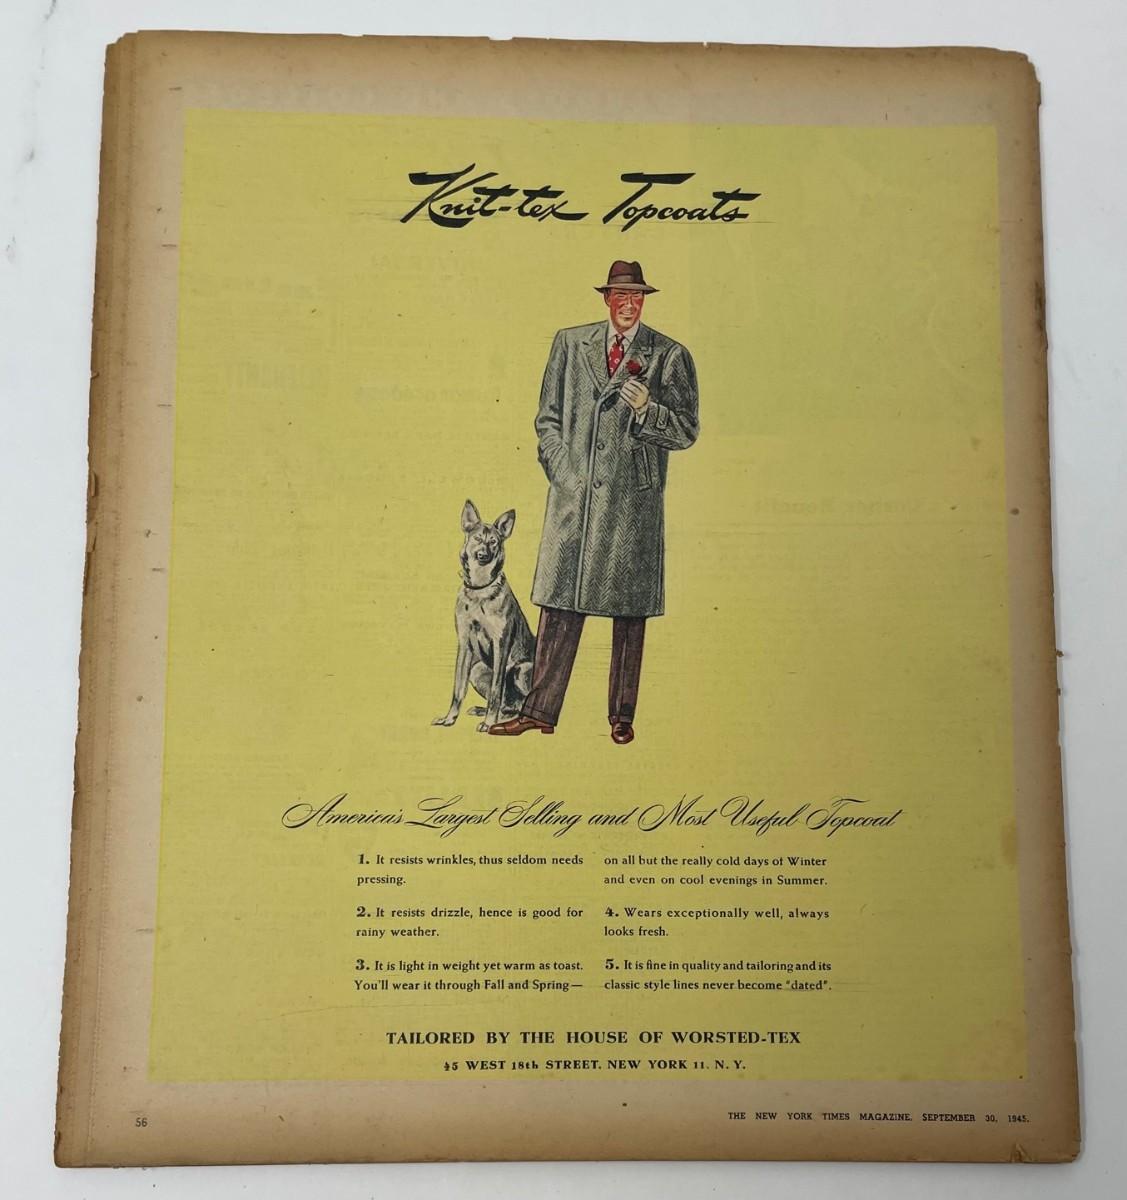 Knit-tex Topcoats
America's Largest Selling and Most Useful Topcoat
1. It resists wrinkles, thus seldom needs
pressing.
2. It resists drizzle, hence is good for
rainy weather.
3. It is light in weight yet warm as toast.
You'll wear it through Fall and Spring—
on all but the really cold days of Winter
and even on cool evenings in Summer.
4. Wears exceptionally well, always
looks fresh.
5. It is fine in quality and tailoring and its
classic style lines never become "dated".
TAILORED BY THE HOUSE OF WORSTED-TEX
45 WEST 18th STREET. NEW YORK 11. N. Y.
56
THE NEW YORK TIMES MAGAZINE, SEPTEMBER 30, 1945.